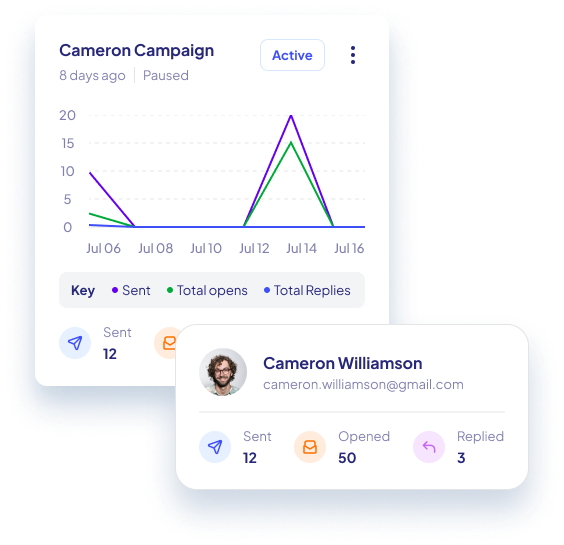 Cameron Campaign
Active
8 days ago | Paused
20
15
10
5
0
Jul 06 Jul 08 Jul 10 Jul 12 Jul 14 Jul 16
Key Sent Total opens Total Replies
Sent
12
Cameron Williamson
cameron.williamson@gmail.com
Sent Opened Replied
12 50 3